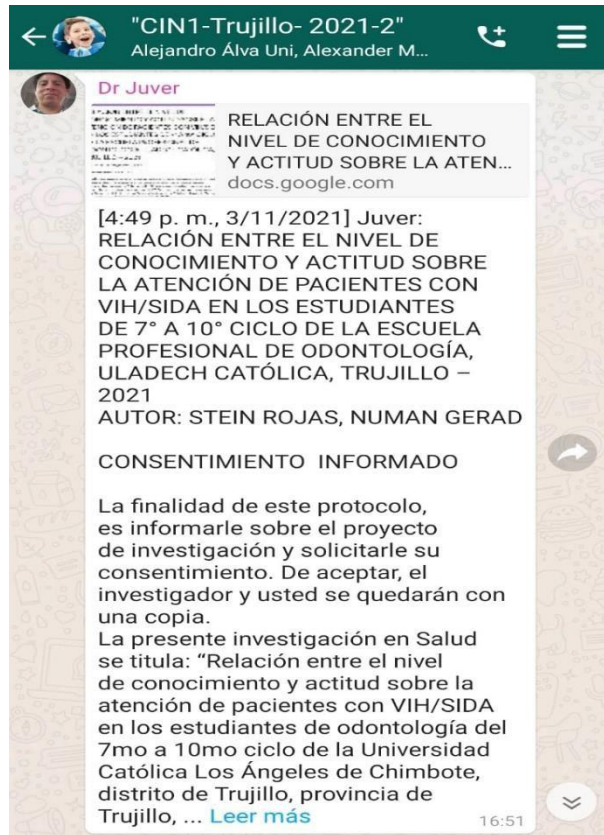 "CIN1-Trujillo- 2021-2"
Alejandro Álva Uni, Alexander M...
Dr Juver
RELACIÓN ENTRE EL
NIVEL DE CONOCIMIENTO
Y ACTITUD SOBRE LA ATEN...
docs.google.com
[4:49 p. m., 3/11/2021] Juver:
RELACIÓN ENTRE EL NIVEL DE
CONOCIMIENTO Y ACTITUD SOBRE
LA ATENCIÓN DE PACIENTES CON
VIH/SIDA EN LOS ESTUDIANTES
DE 7° A 10° CICLO DE LA ESCUELA
PROFESIONAL DE ODONTOLOGÍA,
ULADECH CATÓLICA, TRUJILLO –
2021
AUTOR: STEIN ROJAS, NUMAN GERAD
CONSENTIMIENTO INFORMADO
La finalidad de este protocolo,
es informarle sobre el proyecto
de investigación y solicitarle su
consentimiento. De aceptar, el
investigador y usted se quedarán con
una copia.
La presente investigación en Salud
se titula: “Relación entre el nivel
de conocimiento y actitud sobre la
atención de pacientes con VIH/SIDA
en los estudiantes de odontología del
7mo a 10mo ciclo de la Universidad
Católica Los Ángeles de Chimbote,
distrito de Trujillo, provincia de
Trujillo, ... Leer más
16:51